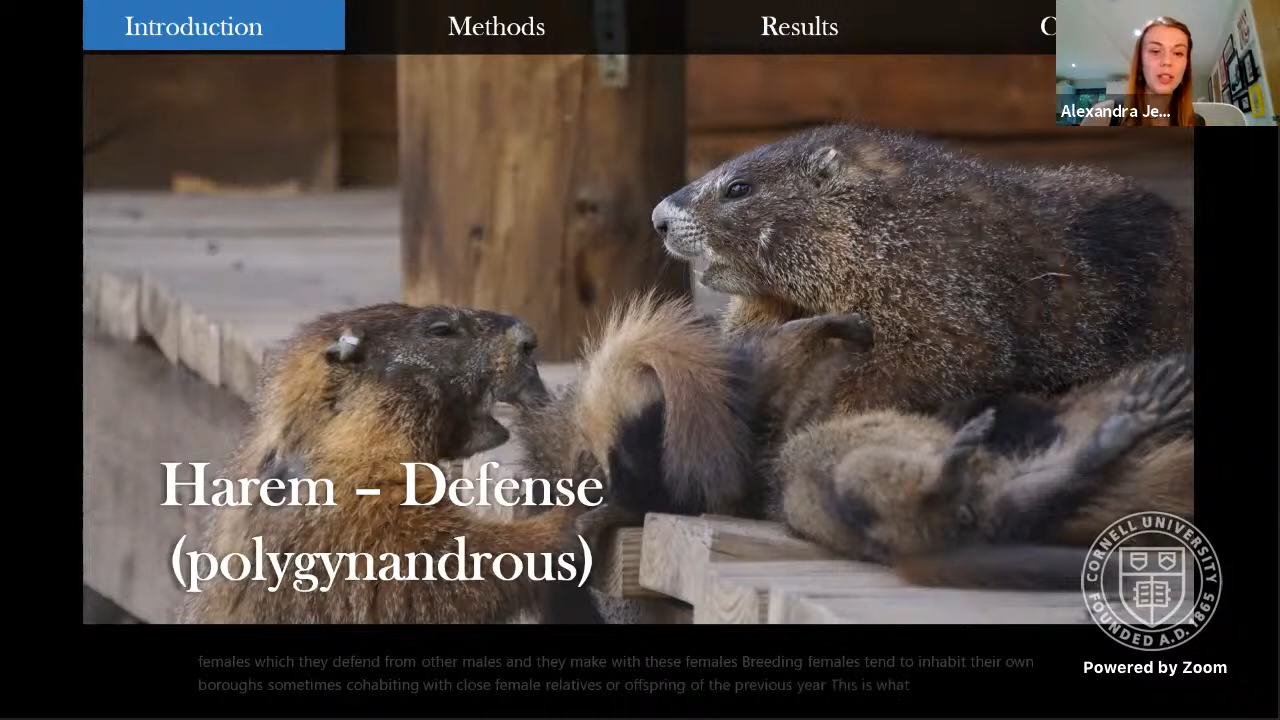 Introduction
Methods
Results
Alexandra Je...
Harem – Defense
(polygynandrous)
CORNELL UNIVERSITY
FOUNDED A.D. 1865
Powered by Zoom
females which they defend from other males and they make with these females Breeding females tend to inhabit their own
boroughs sometimes cohabiting with close female relatives or offspring of the previous year This is what